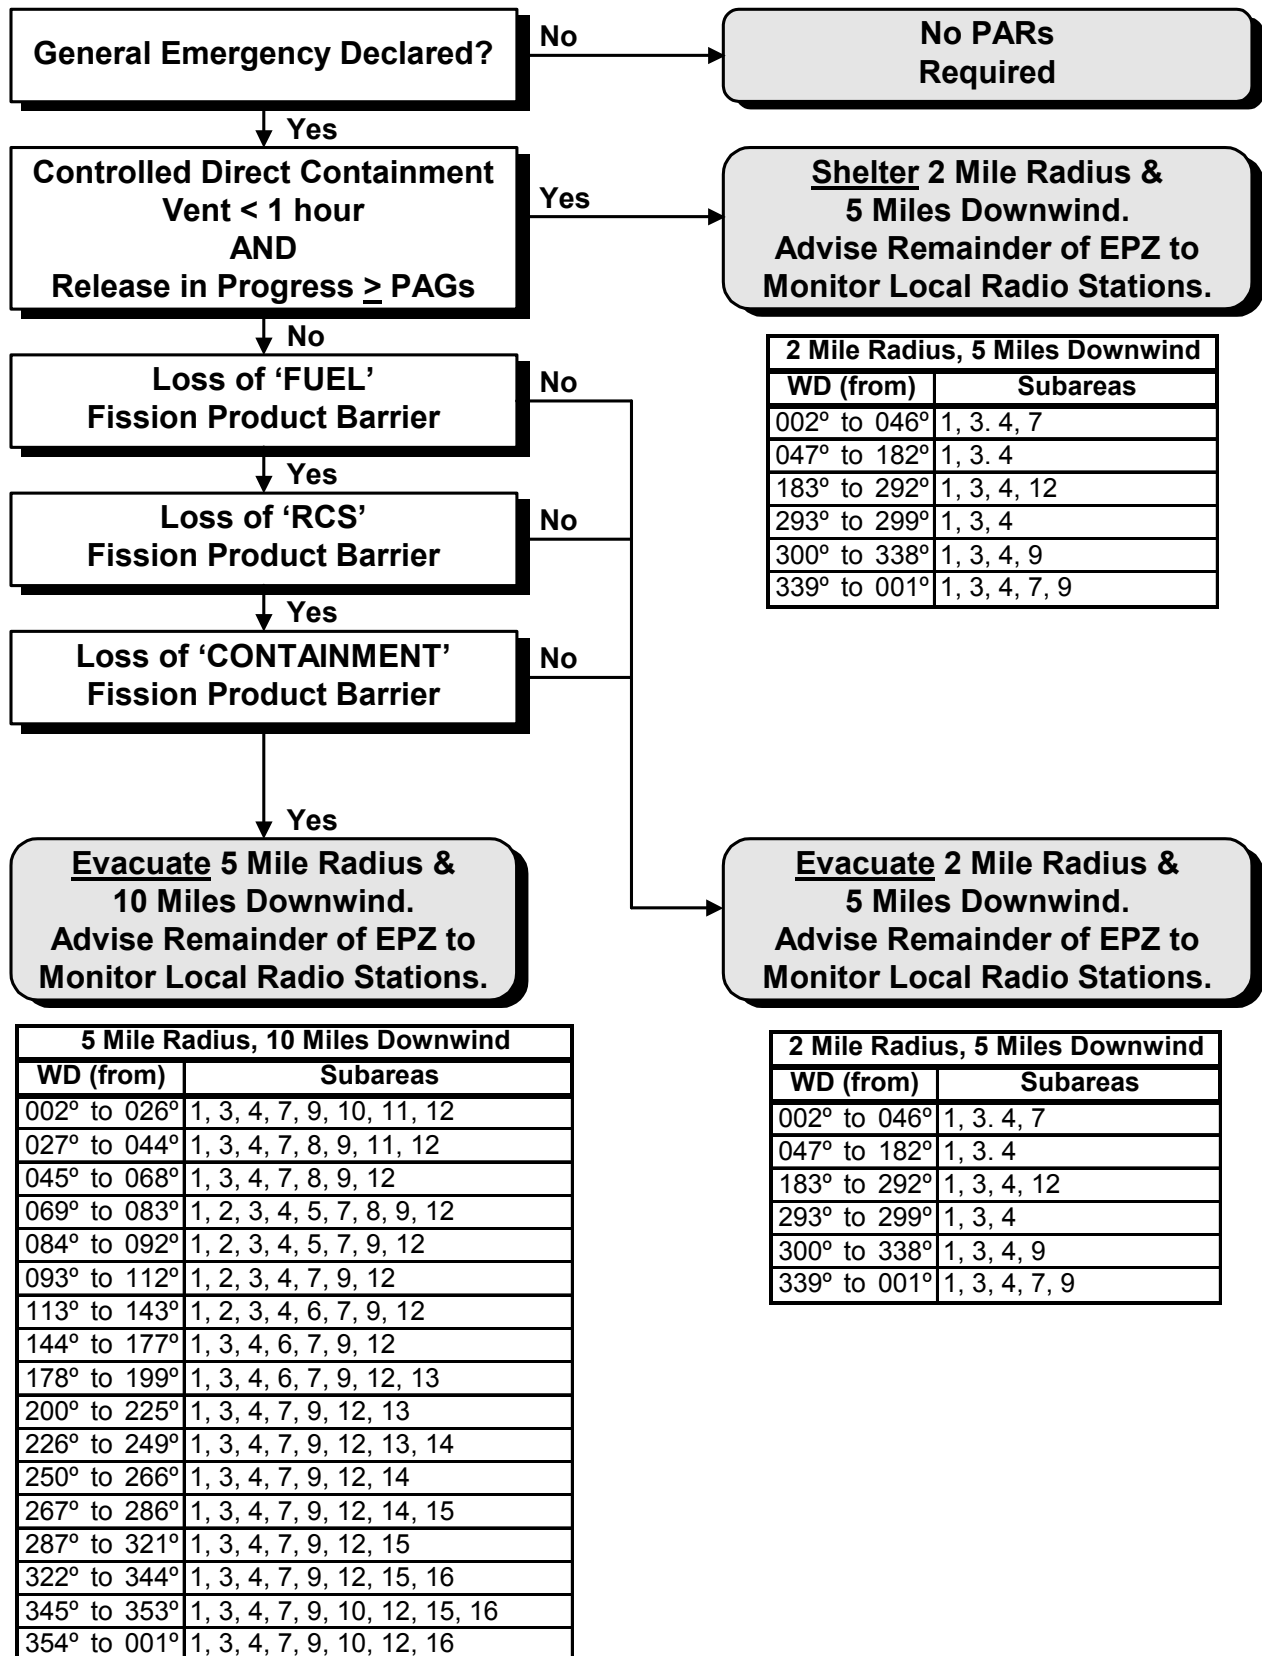 General Emergency Declared?
No
No PARs
Required
Yes
Controlled Direct Containment
Vent < 1 hour
AND
Release in Progress > PAGs
Yes
Shelter 2 Mile Radius &
5 Miles Downwind.
Advise Remainder of EPZ to
Monitor Local Radio Stations.
No
2 Mile Radius, 5 Miles Downwind
WD (from) Subareas
002º to 046º 1, 3. 4, 7
047º to 182º 1, 3. 4
183º to 292º 1, 3, 4, 12
293º to 299º 1, 3, 4
300º to 338º 1, 3, 4, 9
339º to 001º 1, 3, 4, 7, 9
Loss of ‘FUEL’
Fission Product Barrier
No
Yes
Loss of ‘RCS’
Fission Product Barrier
No
Yes
Loss of ‘CONTAINMENT’
Fission Product Barrier
No
Yes
Evacuate 5 Mile Radius &
10 Miles Downwind.
Advise Remainder of EPZ to
Monitor Local Radio Stations.
Evacuate 2 Mile Radius &
5 Miles Downwind.
Advise Remainder of EPZ to
Monitor Local Radio Stations.
5 Mile Radius, 10 Miles Downwind
WD (from) Subareas
002º to 026º 1, 3, 4, 7, 9, 10, 11, 12
027º to 044º 1, 3, 4, 7, 8, 9, 11, 12
045º to 068º 1, 3, 4, 7, 8, 9, 12
069º to 083º 1, 2, 3, 4, 5, 7, 8, 9, 12
084º to 092º 1, 2, 3, 4, 5, 7, 9, 12
093º to 112º 1, 2, 3, 4, 7, 9, 12
113º to 143º 1, 2, 3, 4, 6, 7, 9, 12
144º to 177º 1, 3, 4, 6, 7, 9, 12
178º to 199º 1, 3, 4, 6, 7, 9, 12, 13
200º to 225º 1, 3, 4, 7, 9, 12, 13
226º to 249º 1, 3, 4, 7, 9, 12, 13, 14
250º to 266º 1, 3, 4, 7, 9, 12, 14
267º to 286º 1, 3, 4, 7, 9, 12, 14, 15
287º to 321º 1, 3, 4, 7, 9, 12, 15
322º to 344º 1, 3, 4, 7, 9, 12, 15, 16
345º to 353º 1, 3, 4, 7, 9, 10, 12, 15, 16
354º to 001º 1, 3, 4, 7, 9, 10, 12, 16
2 Mile Radius, 5 Miles Downwind
WD (from) Subareas
002º to 046º 1, 3. 4, 7
047º to 182º 1, 3. 4
183º to 292º 1, 3, 4, 12
293º to 299º 1, 3, 4
300º to 338º 1, 3, 4, 9
339º to 001º 1, 3, 4, 7, 9